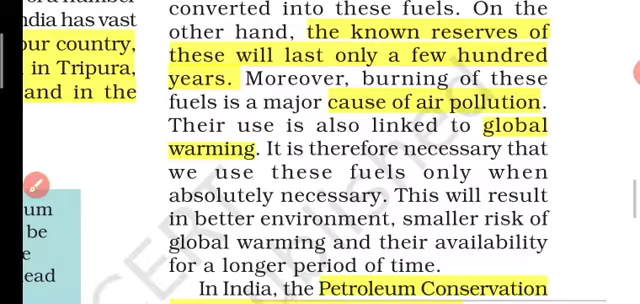 ndia has vast
our country,
in Tripura,
and in the
um
be
e
ead
converted into these fuels. On the
other hand, the known reserves of
these will last only a few hundred
years. Moreover, burning of these
fuels is a major cause of air pollution.
Their use is also linked to global
warming. It is therefore necessary that
we use these fuels only when
absolutely necessary. This will result
in better environment, smaller risk of
global warming and their availability
for a longer period of time.
In India, the Petroleum Conservation